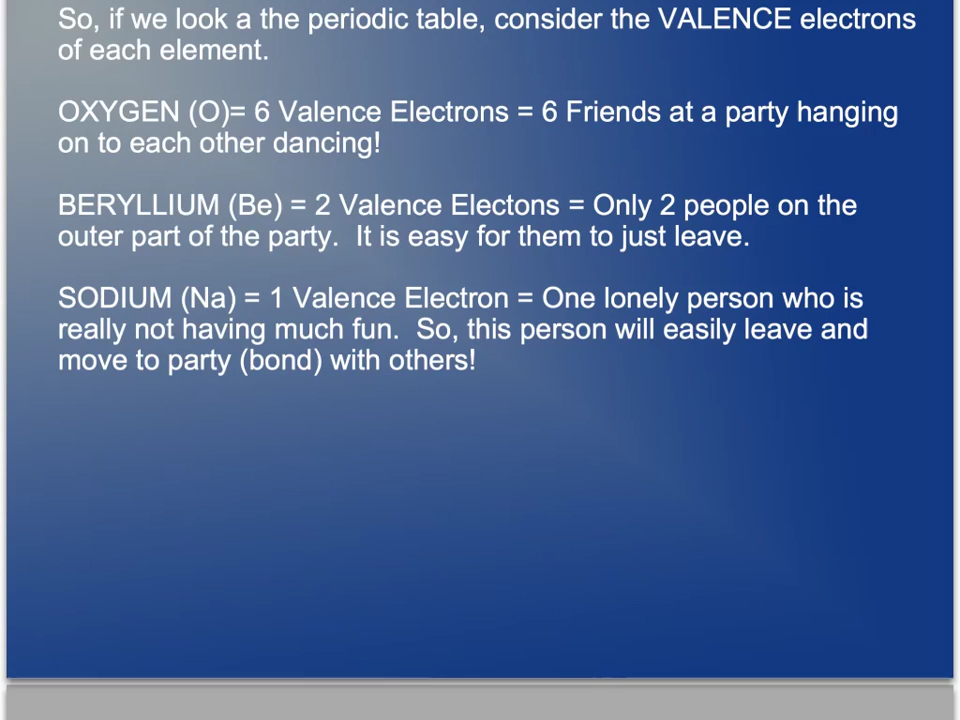 So, if we look a the periodic table, consider the VALENCE electrons
of each element.
OXYGEN (O)= 6 Valence Electrons = 6 Friends at a party hanging
on to each other dancing!
BERYLLIUM (Be) = 2 Valence Electons = Only 2 people on the
outer part of the party.  It is easy for them to just leave.
SODIUM (Na) = 1 Valence Electron = One lonely person who is
really not having much fun.  So, this person will easily leave and
move to party (bond) with others!